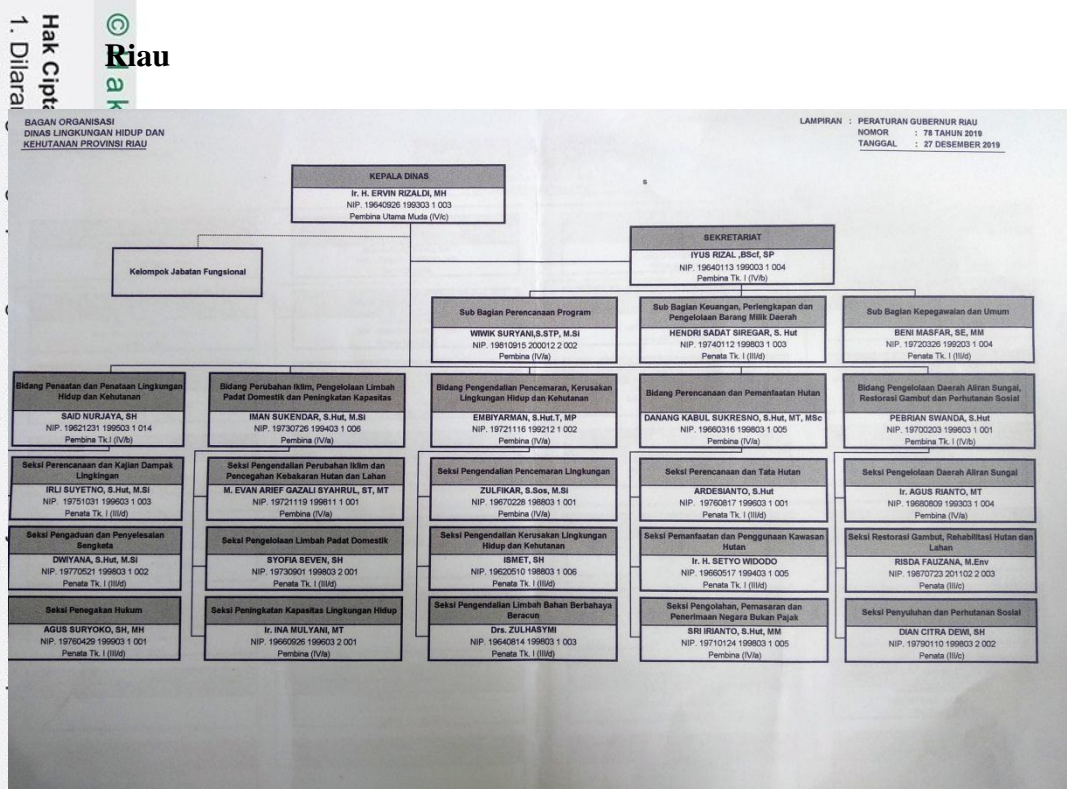 © Hak
Hak Cipta
1. Dilara
Riau
BAGAN ORGANISASI
DINAS LINGKUNGAN HIDUP DAN
KEHUTANAN PROVINSI RIAU
LAMPIRAN : PERATURAN GUBERNUR RIAU
NOMOR : 78 TAHUN 2019
TANGGAL : 27 DESEMBER 2019
KEPALA DINAS
Ir. H. ERVIN RIZALDI, MH
NIP. 19640926 199303 1 003
Pembina Utama Muda (IV/c)
s
SEKRETARIAT
IYUS RIZAL ,BScf, SP
NIP. 19640113 199003 1 004
Pembina Tk. I (IV/b)
Kelompok Jabatan Fungsional
Sub Bagian Perencanaan Program
WIWIK SURYANI,S.STP, M.Si
NIP. 19810915 200012 2 002
Pembina (IV/a)
Sub Bagian Keuangan, Perlengkapan dan
Pengelolaan Barang Milik Daerah
HENDRI SADAT SIREGAR, S. Hut
NIP. 19740112 199803 1 003
Penata Tk. I (III/d)
Sub Bagian Kepegawaian dan Umum
BENI MASFAR, SE, MM
NIP. 19720326 199203 1 004
Penata Tk. I (III/d)
Bidang Penaatan dan Penataan Lingkungan
Hidup dan Kehutanan
SAID NURJAYA, SH
NIP. 19621231 199503 1 014
Pembina Tk.I (IV/b)
Bidang Perubahan Iklim, Pengelolaan Limbah
Padat Domestik dan Peningkatan Kapasitas
IMAN SUKENDAR, S.Hut, M.Si
NIP. 19730726 199403 1 006
Pembina (IV/a)
Bidang Pengendalian Pencemaran, Kerusakan
Lingkungan Hidup dan Kehutanan
EMBIYARMAN, S.Hut.T, MP
NIP. 19721116 199212 1 002
Pembina (IV/a)
Bidang Perencanaan dan Pemanfaatan Hutan
DANANG KABUL SUKRESNO, S.Hut, MT, MSc
NIP. 19660316 199803 1 005
Pembina (IV/a)
Bidang Pengelolaan Daerah Aliran Sungai,
Restorasi Gambut dan Perhutanan Sosial
PEBRIAN SWANDA, S.Hut
NIP. 19700203 199603 1 001
Pembina Tk. I (IV/b)
Seksi Perencanaan dan Kajian Dampak
Lingkingan
IRLI SUYETNO, S.Hut, M.Si
NIP. 19751031 199603 1 003
Penata Tk. I (III/d)
Seksi Pengendalian Perubahan Iklim dan
Pencegahan Kebakaran Hutan dan Lahan
M. EVAN ARIEF GAZALI SYAHRUL, ST, MT
NIP. 19721119 199811 1 001
Pembina (IV/a)
Seksi Pengendalian Pencemaran Lingkungan
ZULFIKAR, S.Sos, M.Si
NIP. 19670226 198803 1 001
Pembina (IV/a)
Seksi Perencanaan dan Tata Hutan
ARDESIANTO, S.Hut
NIP. 19760817 199603 1 001
Penata Tk. I (III/d)
Seksi Pengelolaan Daerah Aliran Sungai
Ir. AGUS RIANTO, MT
NIP. 19680809 199303 1 004
Pembina (IV/a)
Seksi Pengaduan dan Penyelesaian
Sengketa
DWIYANA, S.Hut, M.Si
NIP. 19770521 199803 1 002
Penata Tk. I (III/d)
Seksi Pengelolaan Limbah Padat Domestik
SYOFIA SEVEN, SH
NIP. 19730901 199803 2 001
Penata Tk. I (III/d)
Seksi Pengendalian Kerusakan Lingkungan
Hidup dan Kehutanan
ISMET, SH
NIP. 19620510 198803 1 006
Penata Tk. I (III/d)
Seksi Pemanfaatan dan Penggunaan Kawasan
Hutan
Ir. H. SETYO WIDODO
NIP. 19660517 199403 1 005
Penata Tk. I (III/d)
Seksi Restorasi Gambut, Rehabilitasi Hutan dan
Lahan
RISDA FAUZANA, M.Env
NIP. 19870723 201102 2 003
Penata Tk. I (III/d)
Seksi Penegakan Hukum
AGUS SURYOKO, SH, MH
NIP. 19760429 199903 1 001
Penata Tk. I (III/d)
Seksi Peningkatan Kapasitas Lingkungan Hidup
Ir. INA MULYANI, MT
NIP. 19660926 199603 2 001
Pembina (IV/a)
Seksi Pengendalian Limbah Bahan Berbahaya
Beracun
Drs. ZULHASYMI
NIP. 19640814 199803 1 003
Penata Tk. I (III/d)
Seksi Pengolahan, Pemasaran dan
Penerimaan Negara Bukan Pajak
SRI IRIANTO, S.Hut, MM
NIP. 19710124 199803 1 005
Pembina (IV/a)
Seksi Penyuluhan dan Perhutanan Sosial
DIAN CITRA DEWI, SH
NIP. 19790110 199803 2 002
Penata (III/c)